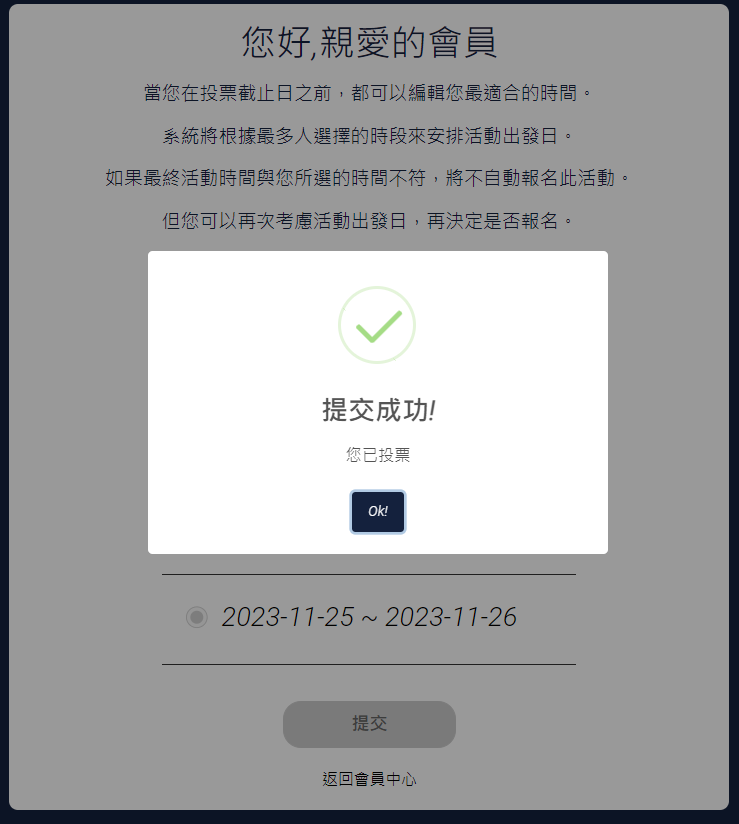 您好,親愛的會員
當您在投票截止日之前，都可以編輯您最適合的時間。
系統將根據最多人選擇的時段來安排活動出發日。
如果最終活動時間與您所選的時間不符，將不自動報名此活動。
但您可以再次考慮活動出發日，再決定是否報名。
提交成功!
您已投票
Ok!
2023-11-25 ~ 2023-11-26
提交
返回會員中心